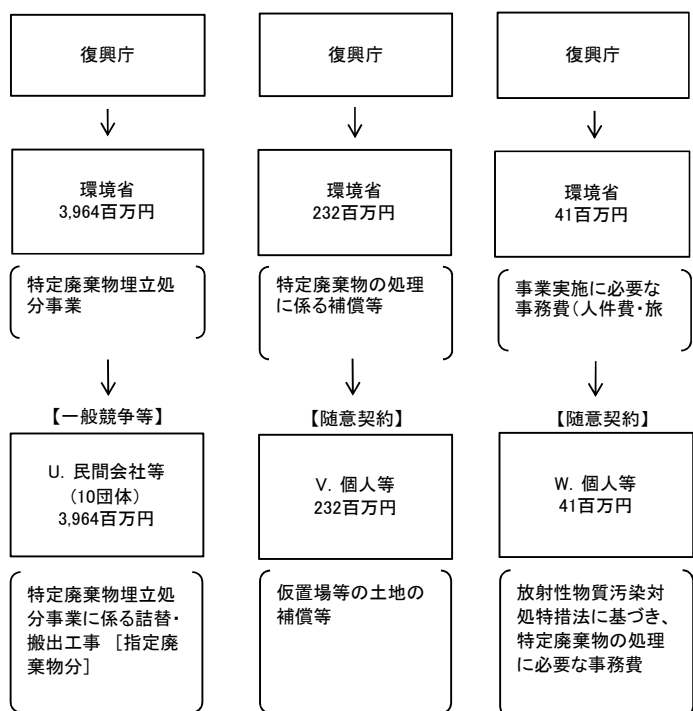 復興庁
環境省
3,964百万円
特定廃棄物埋立処
分事業
【一般競争等】
U. 民間会社等
(10団体)
3,964百万円
特定廃棄物埋立処
分事業に係る詰替・
搬出工事 [指定廃
棄物分]
復興庁
環境省
232百万円
特定廃棄物の処理
に係る補償等
【随意契約】
V. 個人等
232百万円
仮置場等の土地の
補償等
復興庁
環境省
41百万円
事業実施に必要な
事務費(人件費・旅
【随意契約】
W. 個人等
41百万円
放射性物質汚染対
処特措法に基づき、
特定廃棄物の処理
に必要な事務費